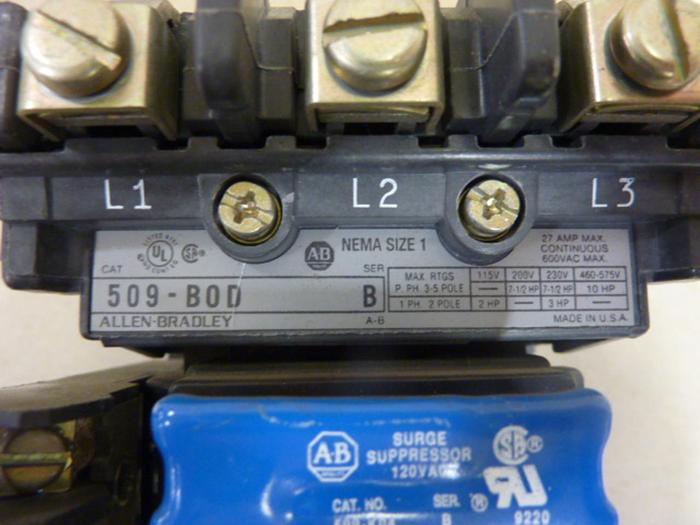 L1 L2 L3
LISTED UL A-B NEMA SIZE 1 27 AMP MAX.
CONTINUOUS
600VAC MAX.
CAT SER
509-BOD B
MAX. RTGS 115V 200V 230V 460-575V
P. PH. 3-5 POLE — 7-1/2 HP 7-1/2 HP 10 HP
1 PH. 2 POLE 2 HP — 3 HP —
ALLEN-BRADLEY A-B MADE IN U.S.A.
A-B SURGE
SUPPRESSOR
120VAC
CAT. NO. SER.
B 9220